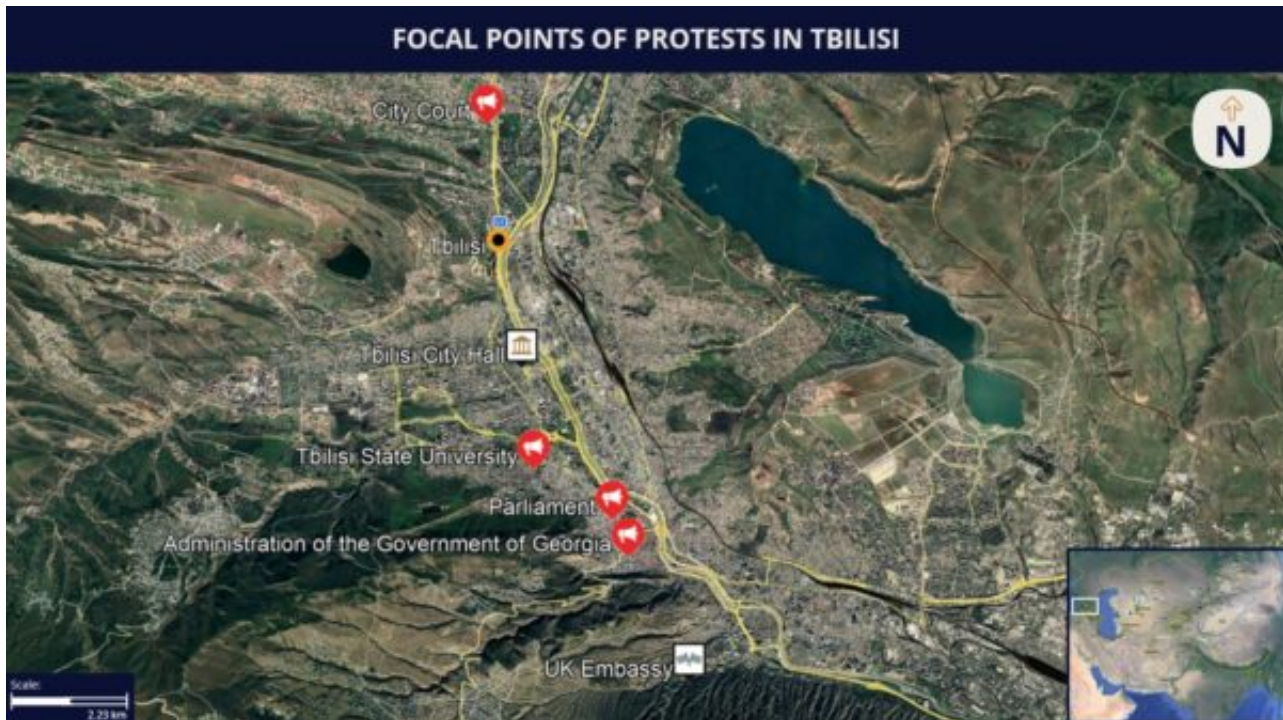 FOCAL POINTS OF PROTESTS IN TBILISI
City Court
N
Tbilisi
Tbilisi City Hall
Tbilisi State University
Parliament
Administration of the Government of Georgia
UK Embassy
Scale:
2.23 km